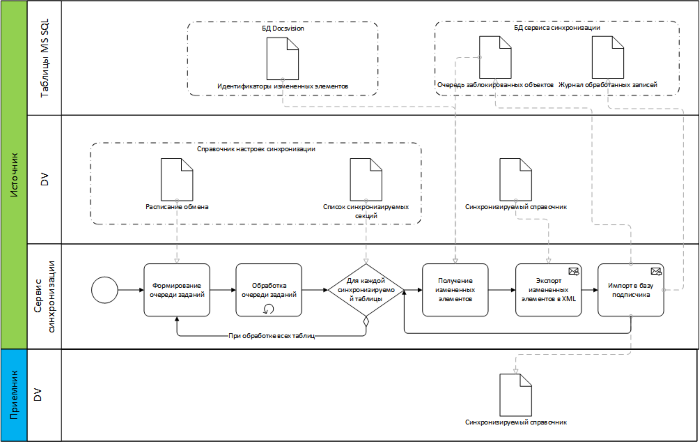 Источник
Таблицы MS SQL
БД Docsvision
Идентификаторы измененных элементов
БД сервиса синхронизации
Очередь заблокированных объектов
Журнал обработанных записей
DV
Справочник настроек синхронизации
Расписание обмена
Список синхронизируемых
секций
Синхронизируемый справочник
Сервис
синхронизации
Формирование
очереди заданий
Обработка
очереди заданий
Для каждой
синхронизируемо
й таблицы
Получение
измененных
элементов
Экспорт
измененных
элементов в XML
Импорт в базу
подписчика
При обработке всех таблиц
Приемник
DV
Синхронизируемый справочник